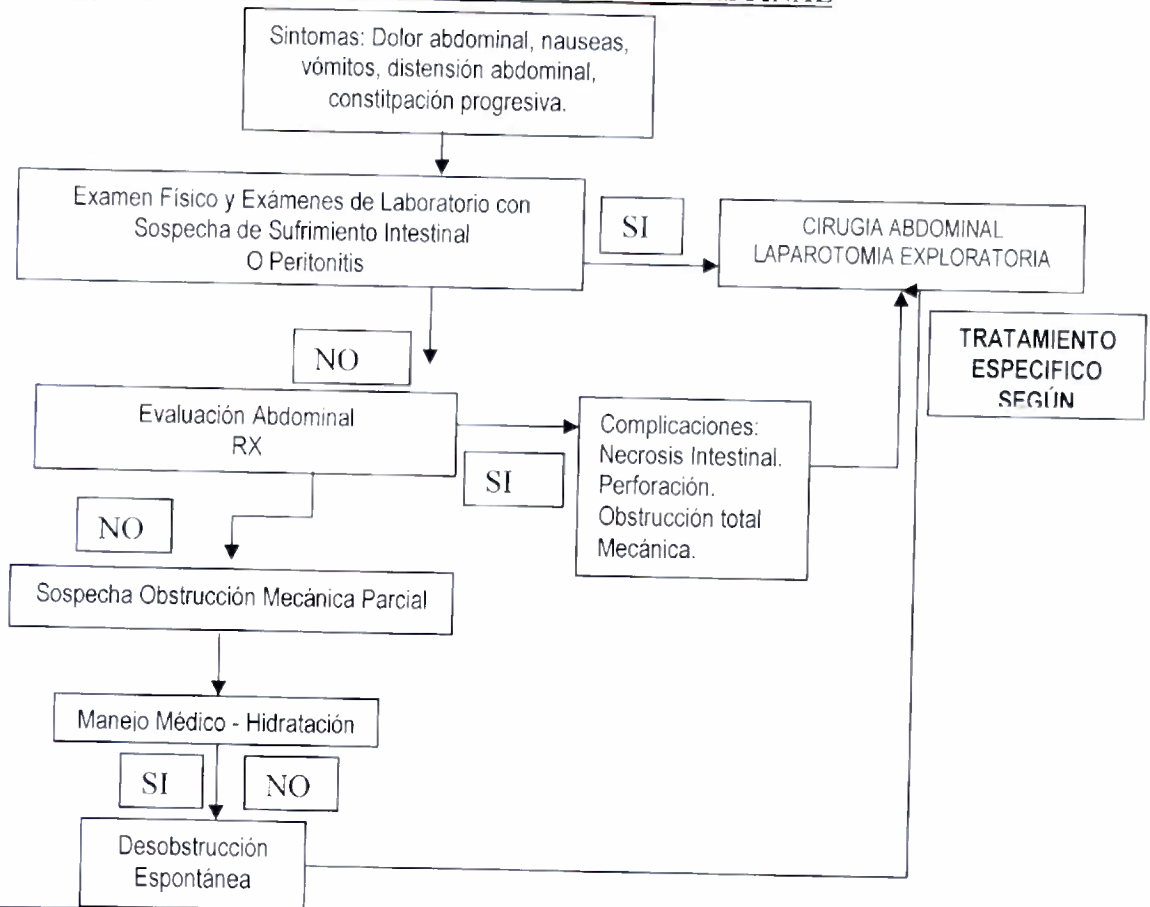 Sintomas: Dolor abdominal, nauseas,
vómitos, distensión abdominal,
constitpación progresiva.
Examen Físico y Exámenes de Laboratorio con
Sospecha de Sufrimiento Intestinal
O Peritonitis
SI
CIRUGIA ABDOMINAL
LAPAROTOMIA EXPLORATORIA
NO
TRATAMIENTO
ESPECIFICO
SEGÚN
Evaluación Abdominal
RX
SI
Complicaciones:
Necrosis Intestinal.
Perforación.
Obstrucción total
Mecánica.
NO
Sospecha Obstrucción Mecánica Parcial
Manejo Médico - Hidratación
SI
NO
Desobstrucción
Espontánea